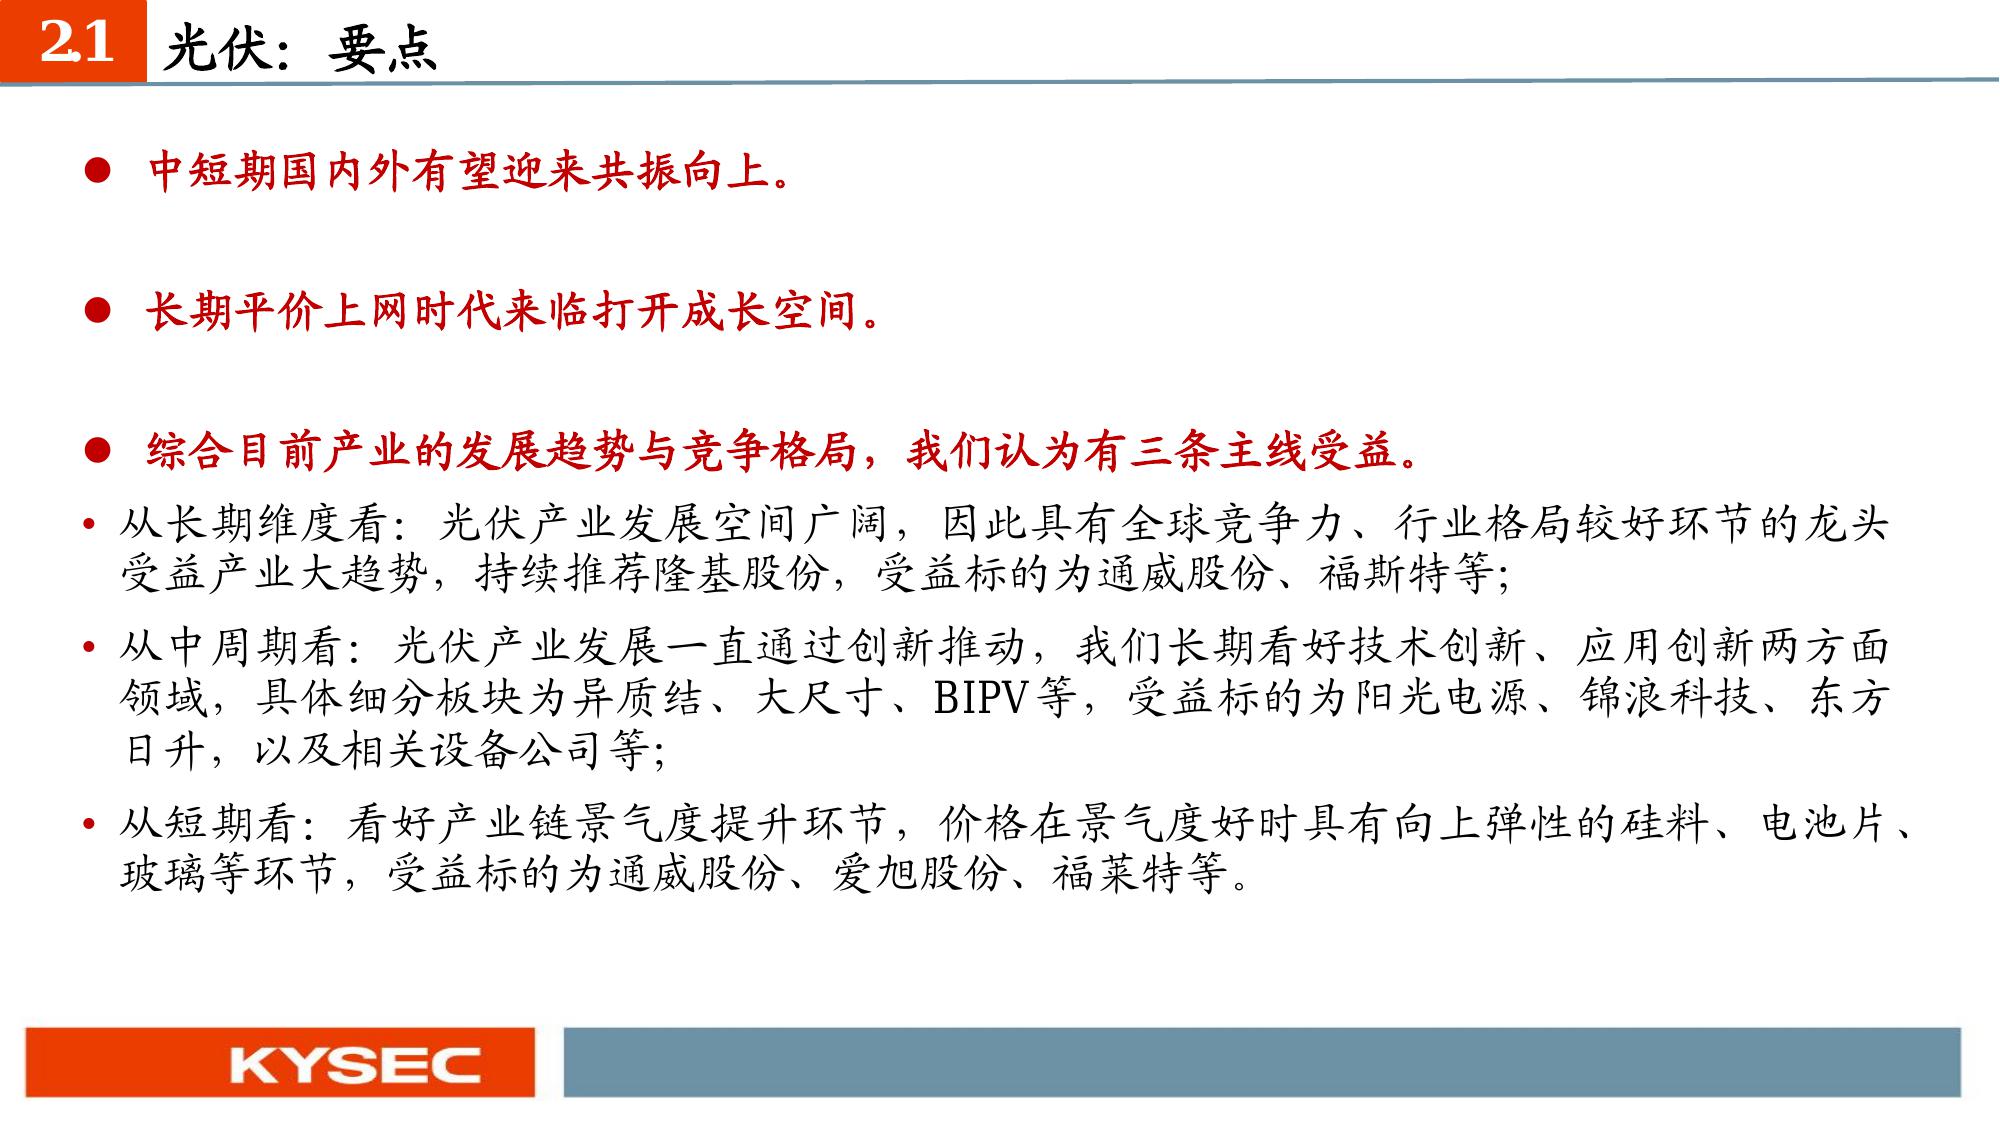 2.1 光伏：要点
● 中短期国内外有望迎来共振向上。
● 长期平价上网时代来临打开成长空间。
● 综合目前产业的发展趋势与竞争格局，我们认为有三条主线受益。
• 从长期维度看：光伏产业发展空间广阔，因此具有全球竞争力、行业格局较好环节的龙头
受益产业大趋势，持续推荐隆基股份，受益标的为通威股份、福斯特等；
• 从中周期看：光伏产业发展一直通过创新推动，我们长期看好技术创新、应用创新两方面
领域，具体细分板块为异质结、大尺寸、BIPV等，受益标的为阳光电源、锦浪科技、东方
日升，以及相关设备公司等；
• 从短期看：看好产业链景气度提升环节，价格在景气度好时具有向上弹性的硅料、电池片、
玻璃等环节，受益标的为通威股份、爱旭股份、福莱特等。
KYSEC